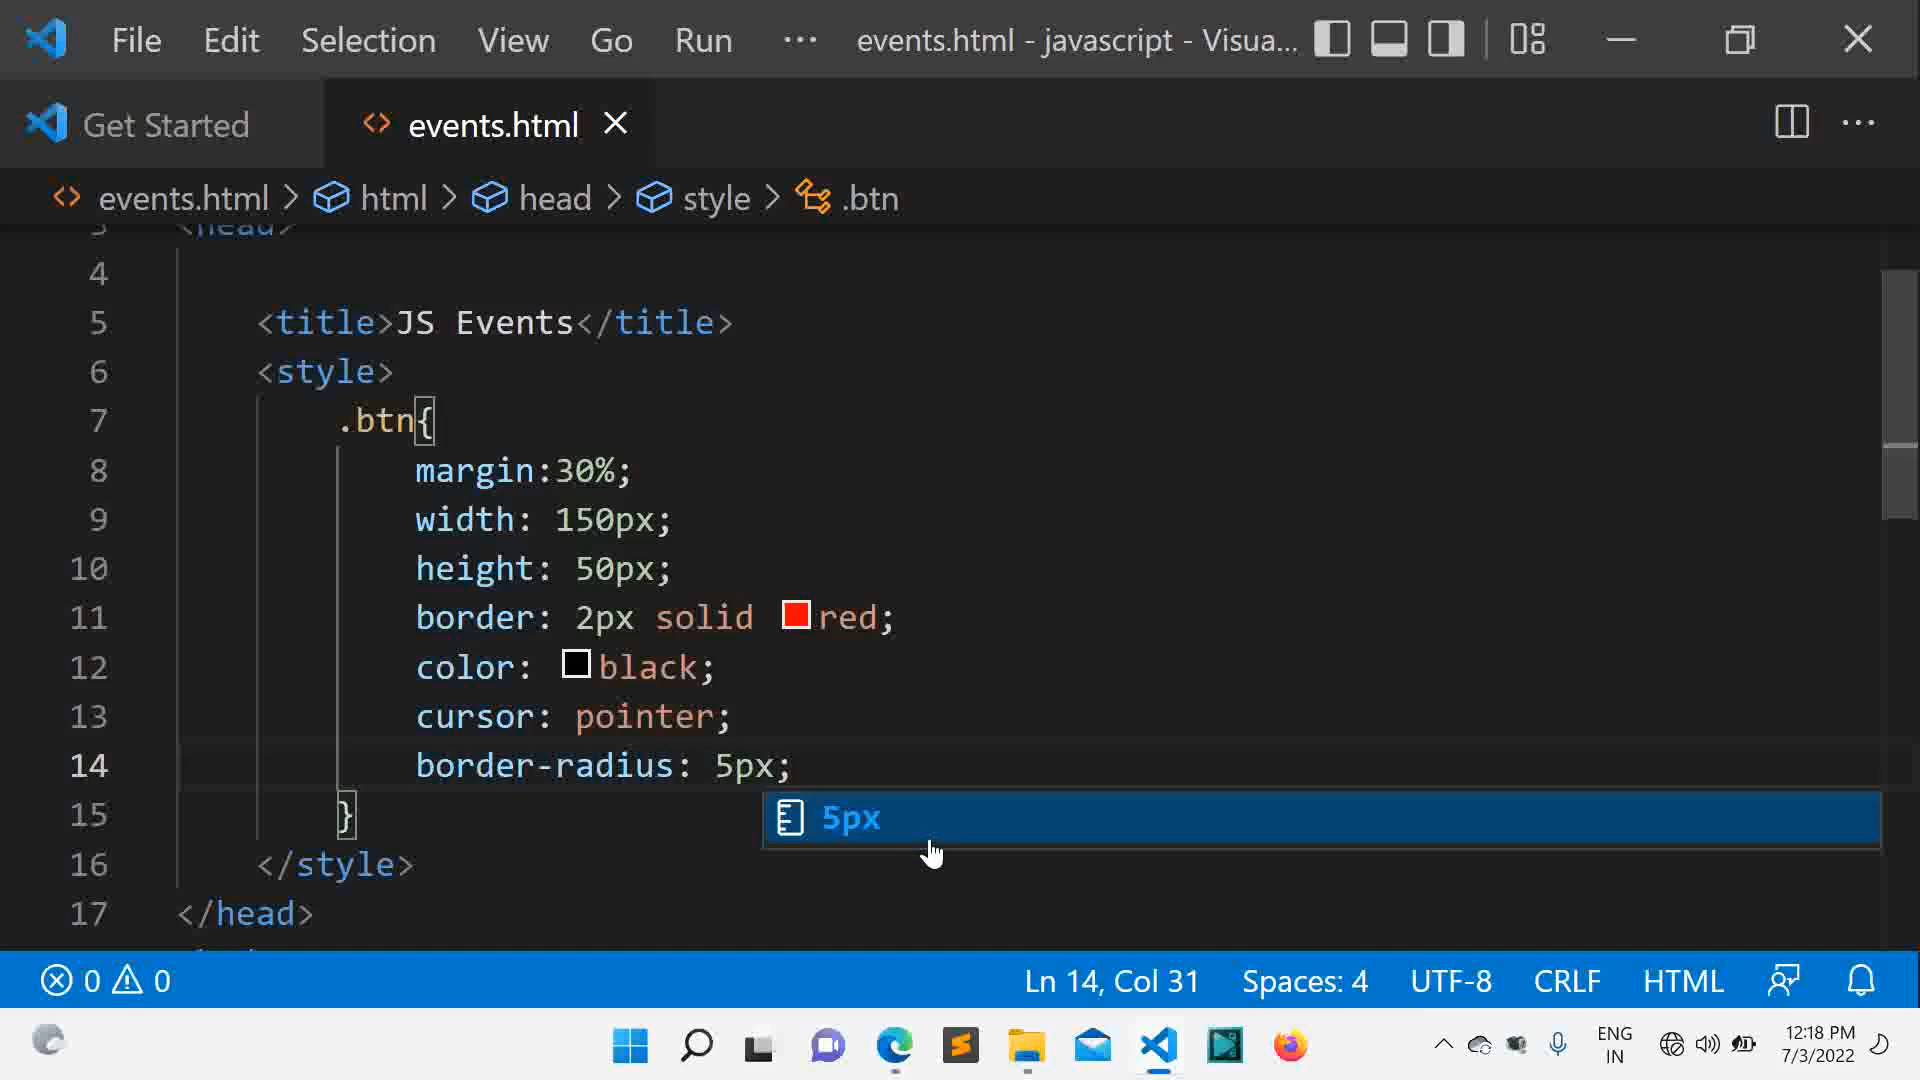 File Edit Selection View Go Run ··· events.html - javascript - Visua...
Get Started events.html
events.html > html > head > style > .btn
3 <head>
4
5 <title>JS Events</title>
6 <style>
7 .btn{
8 margin:30%;
9 width: 150px;
10 height: 50px;
11 border: 2px solid red;
12 color: black;
13 cursor: pointer;
14 border-radius: 5px;
15 }
5px
16 </style>
17 </head>
0 0 Ln 14, Col 31 Spaces: 4 UTF-8 CRLF HTML
ENG 12:18 PM
IN 7/3/2022